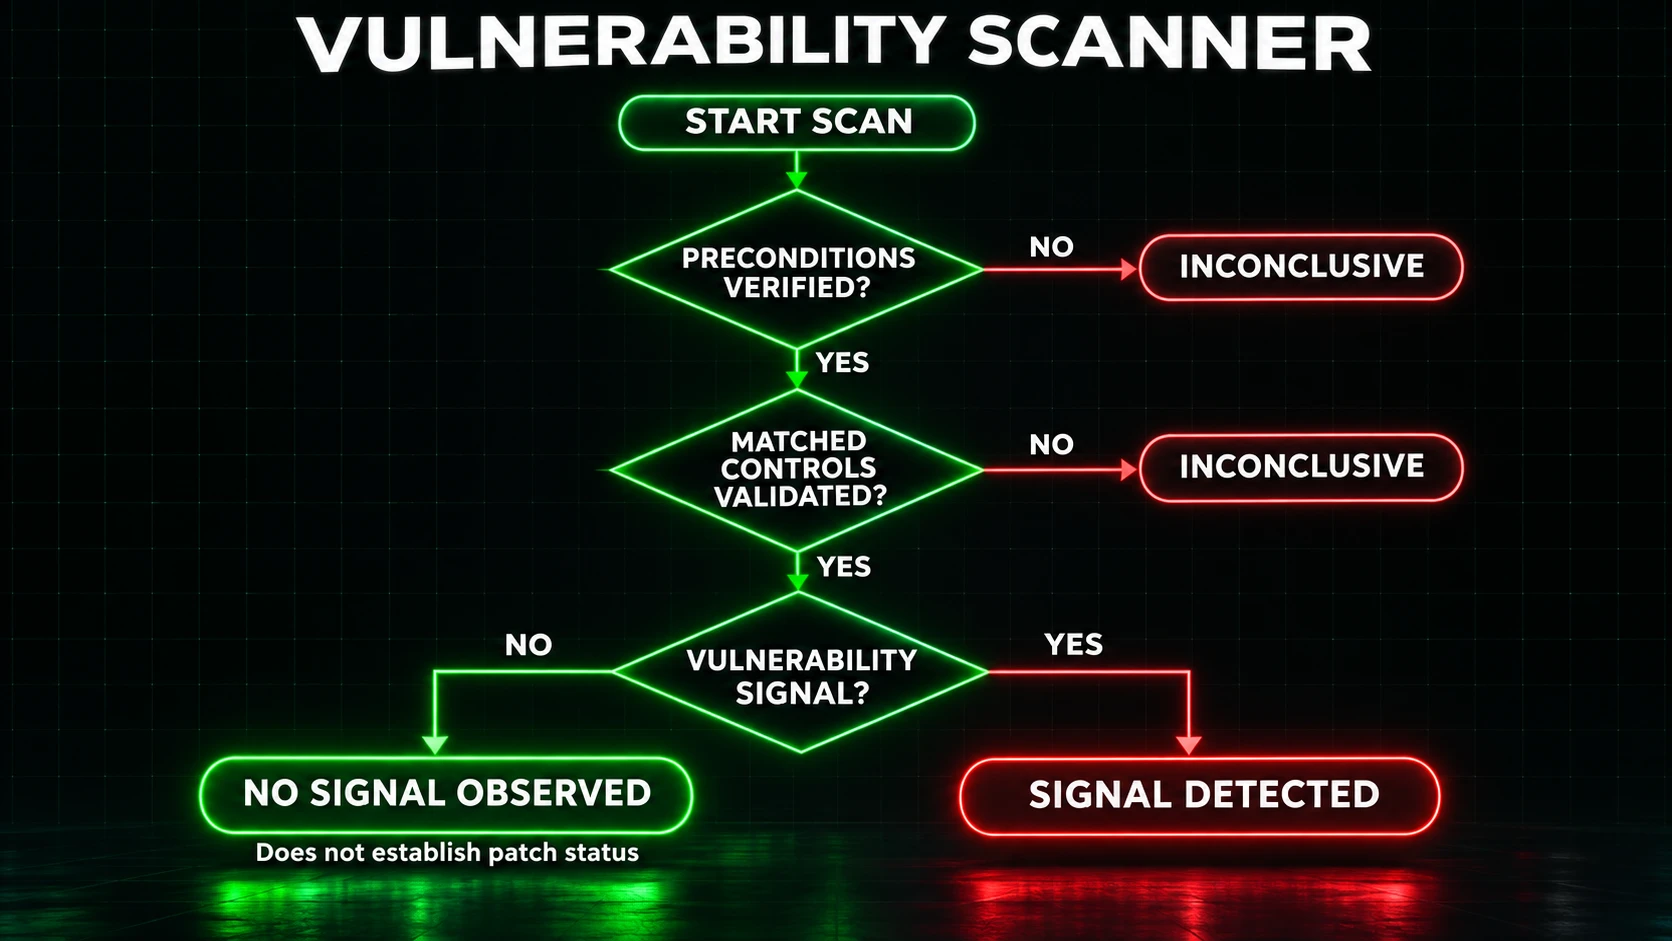 VULNERABILITY SCANNER
START SCAN
PRECONDITIONS
VERIFIED?
NO
INCONCLUSIVE
YES
MATCHED
CONTROLS
VALIDATED?
NO
INCONCLUSIVE
YES
VULNERABILITY
SIGNAL?
NO
YES
NO SIGNAL OBSERVED
Does not establish patch status
SIGNAL DETECTED